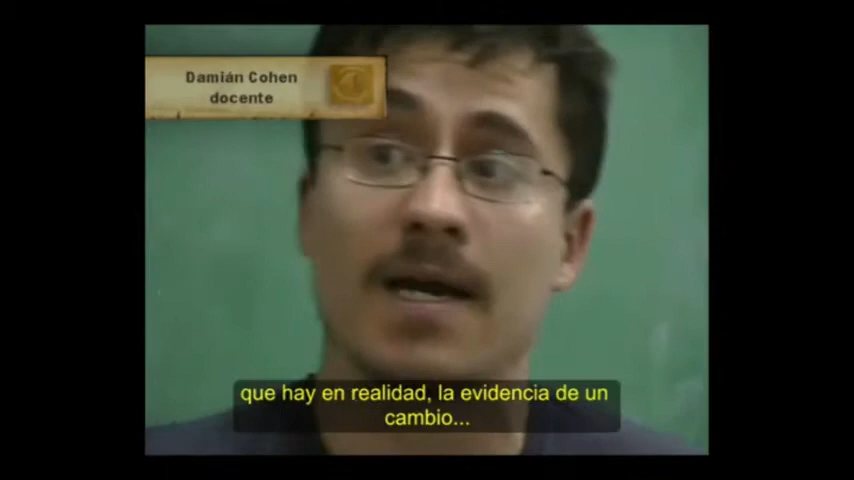 Damián Cohen
docente
que hay en realidad, la evidencia de un
cambio...